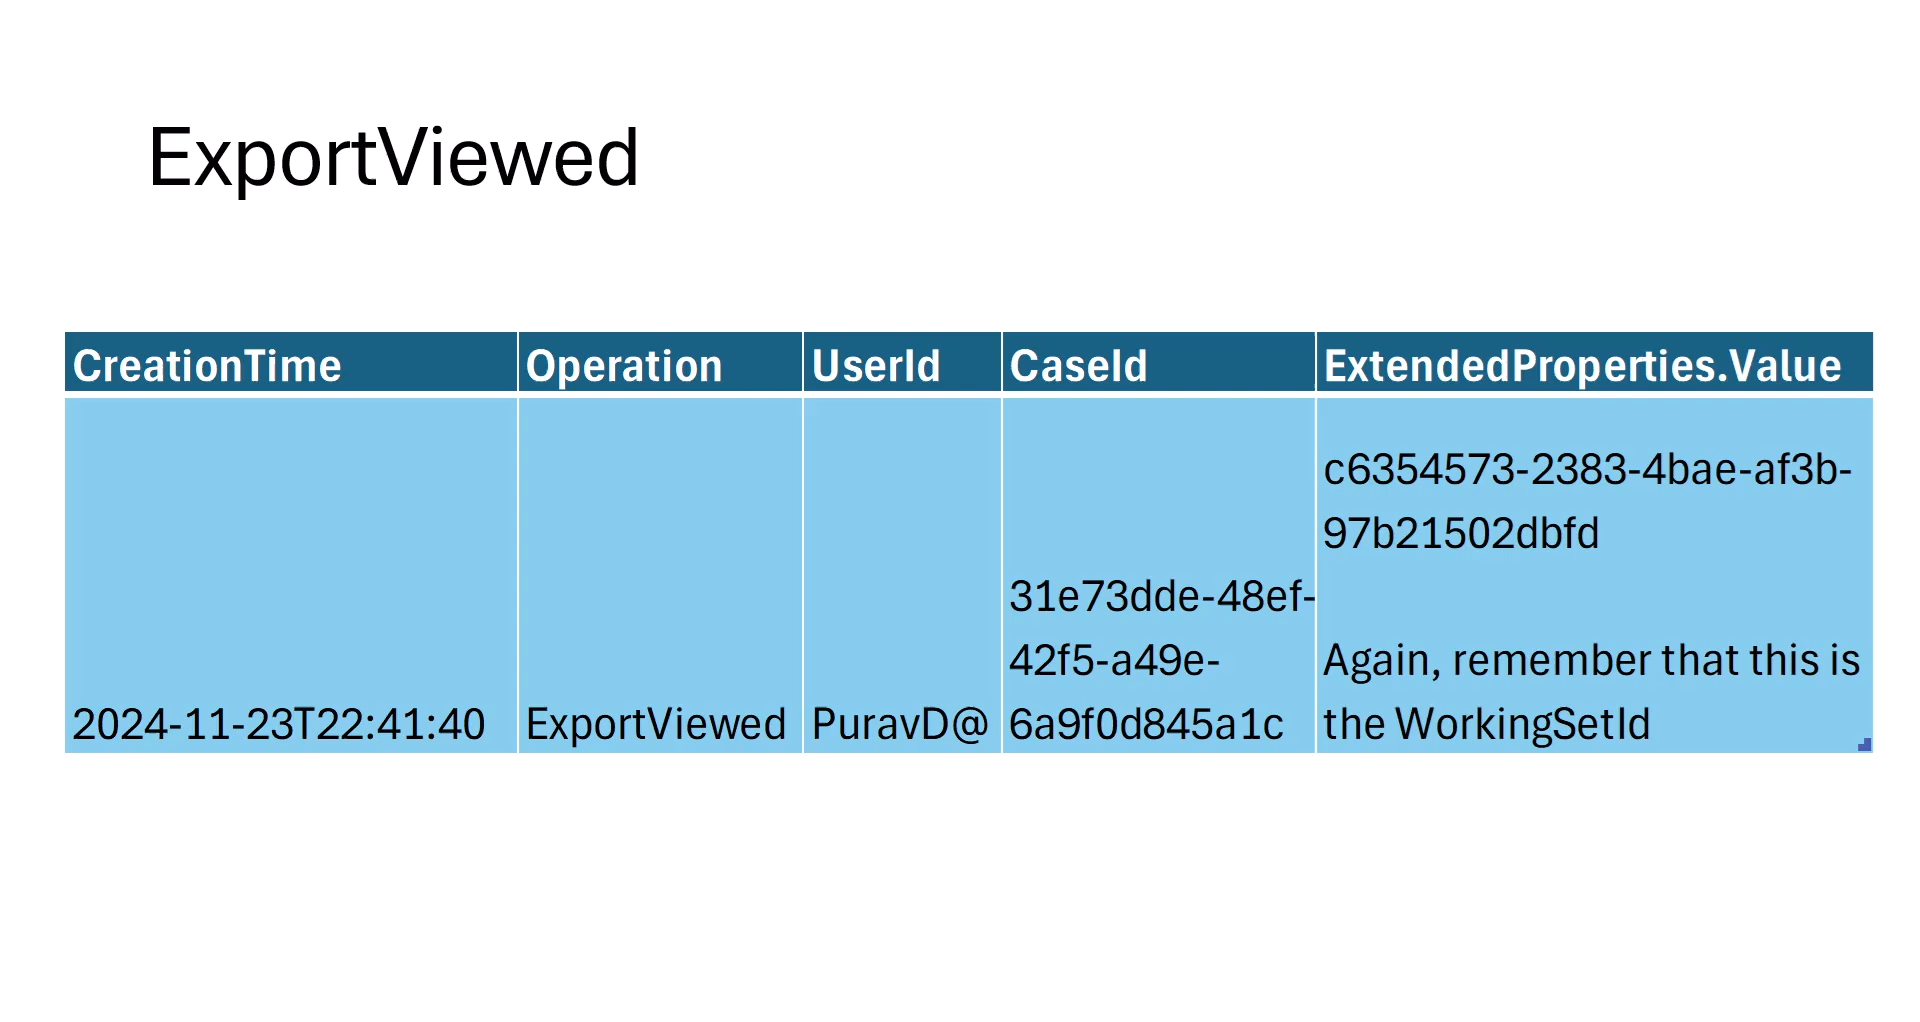 ExportViewed
CreationTime Operation UserId CaseId ExtendedProperties.Value
2024-11-23T22:41:40
ExportViewed
PuravD@
31e73dde-48ef-
42f5-a49e-
6a9f0d845a1c
c6354573-2383-4bae-af3b-
97b21502dbfd
Again, remember that this is
the WorkingSetId